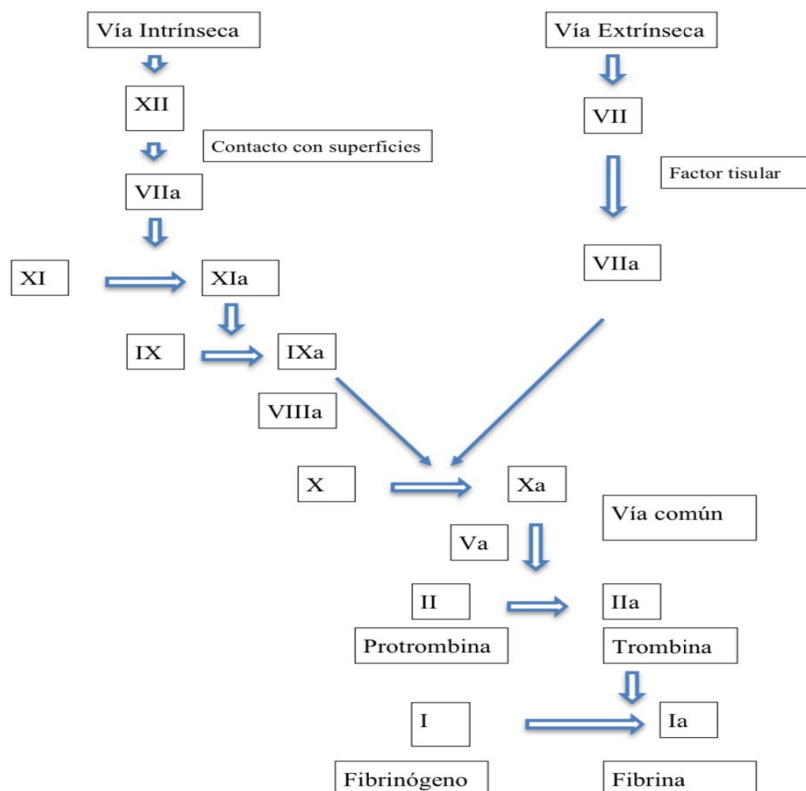 Vía Intrínseca
Vía Extrínseca
XII
VII
Contacto con superficies
Factor tisular
VIIa
VIIa
XI
XIa
IX
IXa
VIIIa
X
Xa
Vía común
Va
II
IIa
Protrombina
Trombina
I
Ia
Fibrinógeno
Fibrina